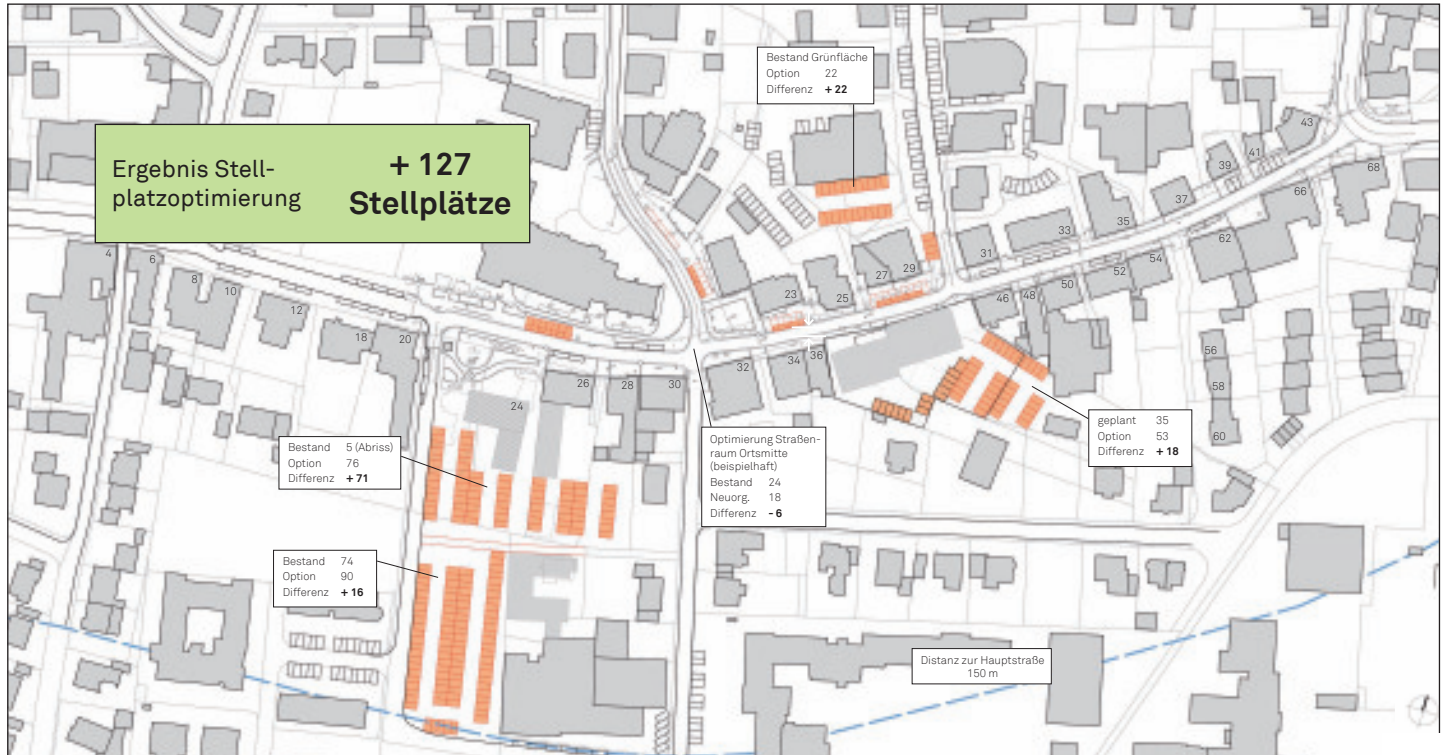 Bestand Grünfläche
Option 22
Differenz + 22
Ergebnis Stell-
platzoptimierung
+ 127
Stellplätze
43
41
39
37
35
33
31
68
66
62
54
52
50
48
46
29
27
25
23
4
6
8
10
12
18
20
24
26
28
30
32
34
36
56
58
60
Bestand 5 (Abriss)
Option 76
Differenz + 71
Optimierung Straßen-
raum Ortsmitte
(beispielhaft)
Bestand 24
Neuorg. 18
Differenz - 6
geplant 35
Option 53
Differenz + 18
Bestand 74
Option 90
Differenz + 16
Distanz zur Hauptstraße
150 m